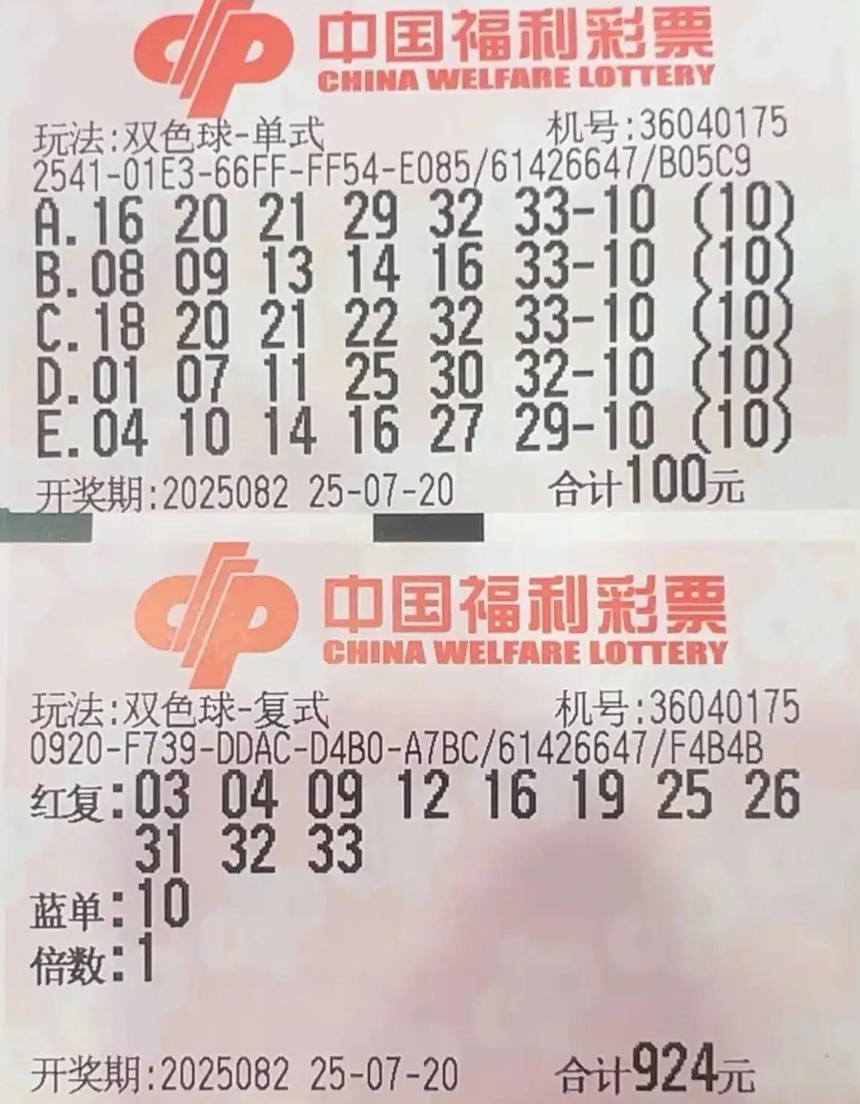 中国福利彩票
CHINA WELFARE LOTTERY
玩法:双色球-单式 机号:36040175
2541-01E3-66FF-FF54-E085/61426647/B05C9
A.16 20 21 29 32 33-10 (10)
B.08 09 13 14 16 33-10 (10)
C.18 20 21 22 32 33-10 (10)
D.01 07 11 25 30 32-10 (10)
E.04 10 14 16 27 29-10 (10)
开奖期:2025082 25-07-20 合计100元
中国福利彩票
CHINA WELFARE LOTTERY
玩法:双色球-复式 机号:36040175
0920-F739-DDAC-D4B0-A7BC/61426647/F4B4B
红复:03 04 09 12 16 19 25 26
31 32 33
蓝单:10
倍数:1
开奖期:2025082 25-07-20 合计924元